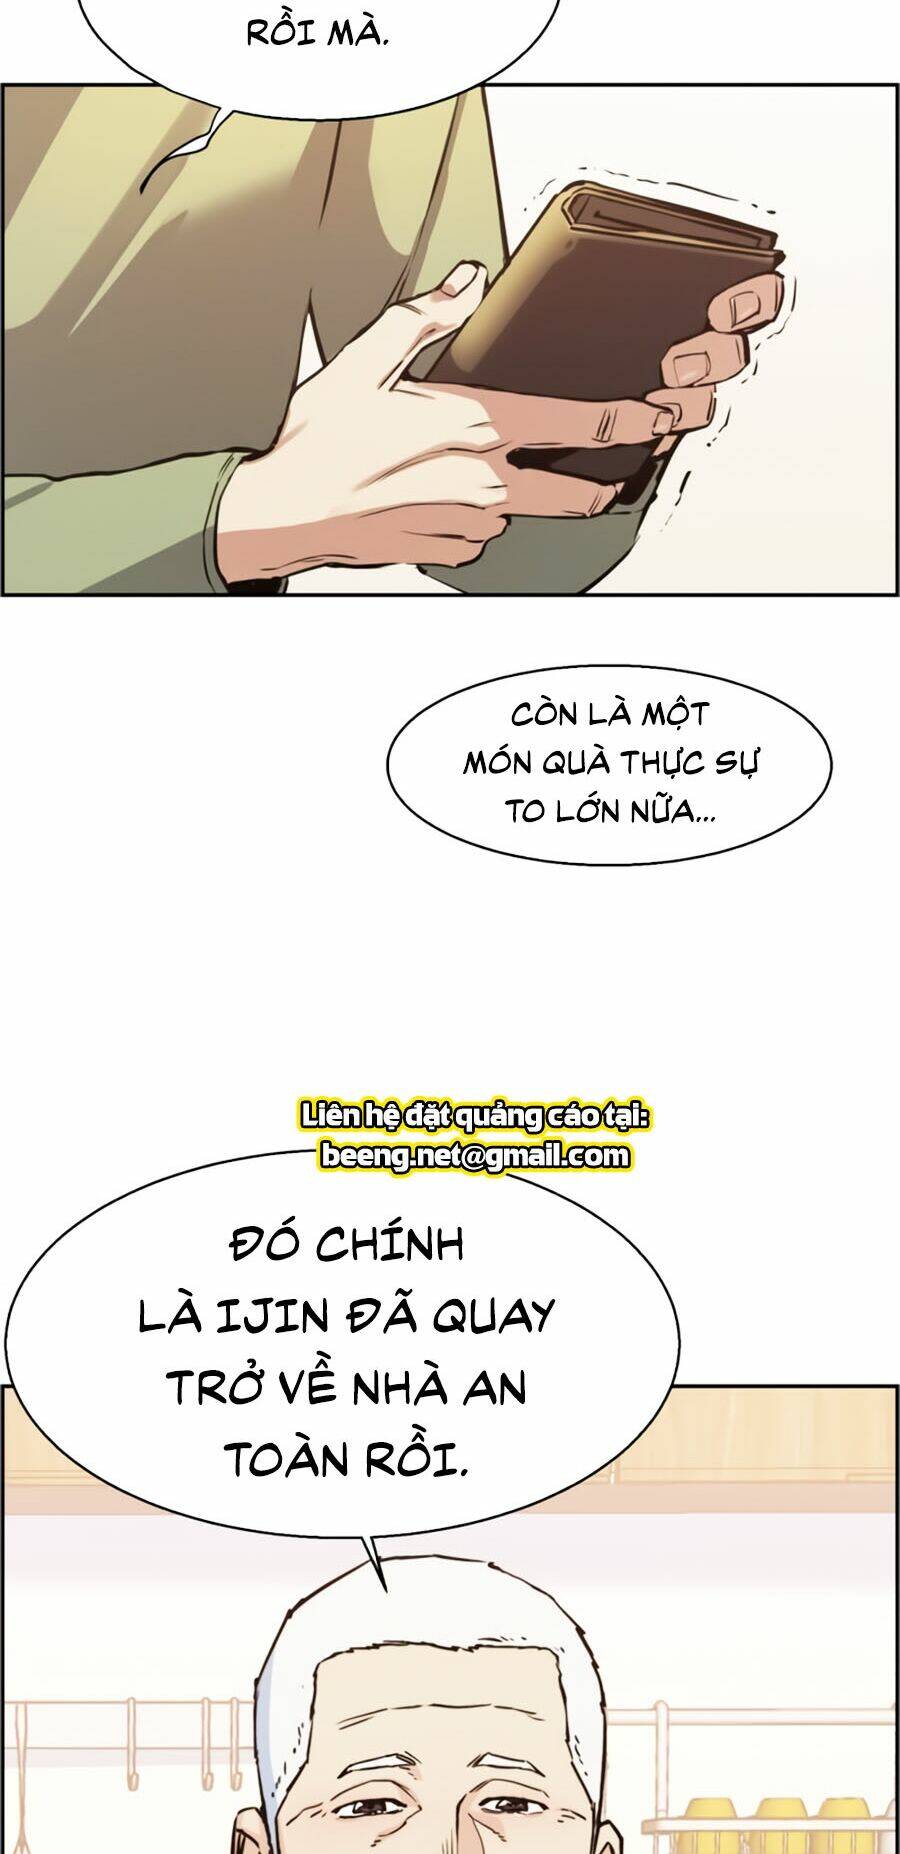 RỒI MÀ.
CÒN LÀ MỘT
MÓN QUÀ THỰC SỰ
TO LỚN NỮA...
Liên hệ đặt quảng cáo tại:
beeng.net@gmail.com
ĐÓ CHÍNH
LÀ IJIN ĐÃ QUAY
TRỞ VỀ NHÀ AN
TOÀN RỒI.